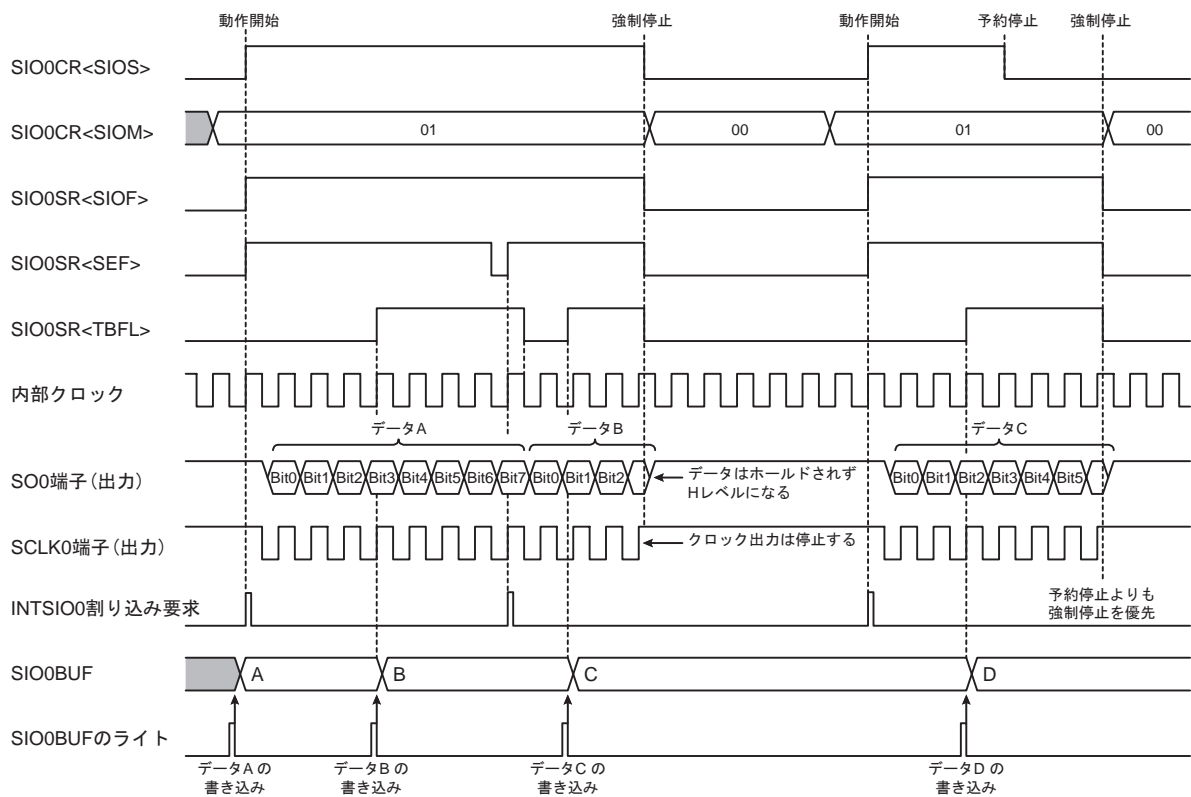 動作開始
強制停止
動作開始
予約停止
強制停止
SIO0CR<SIOS>
SIO0CR<SIOM>
01
00
01
00
SIO0SR<SIOF>
SIO0SR<SEF>
SIO0SR<TBFL>
内部クロック
データA
データB
データC
SO0端子(出力)
Bit0 Bit1 Bit2 Bit3 Bit4 Bit5 Bit6 Bit7 Bit0 Bit1 Bit2
データはホールドされず
Hレベルになる
Bit0 Bit1 Bit2 Bit3 Bit4 Bit5
SCLK0端子(出力)
クロック出力は停止する
INTSIO0割り込み要求
予約停止よりも
強制停止を優先
SIO0BUF
A
B
C
D
SIO0BUFのライト
データA の
書き込み
データB の
書き込み
データC の
書き込み
データD の
書き込み